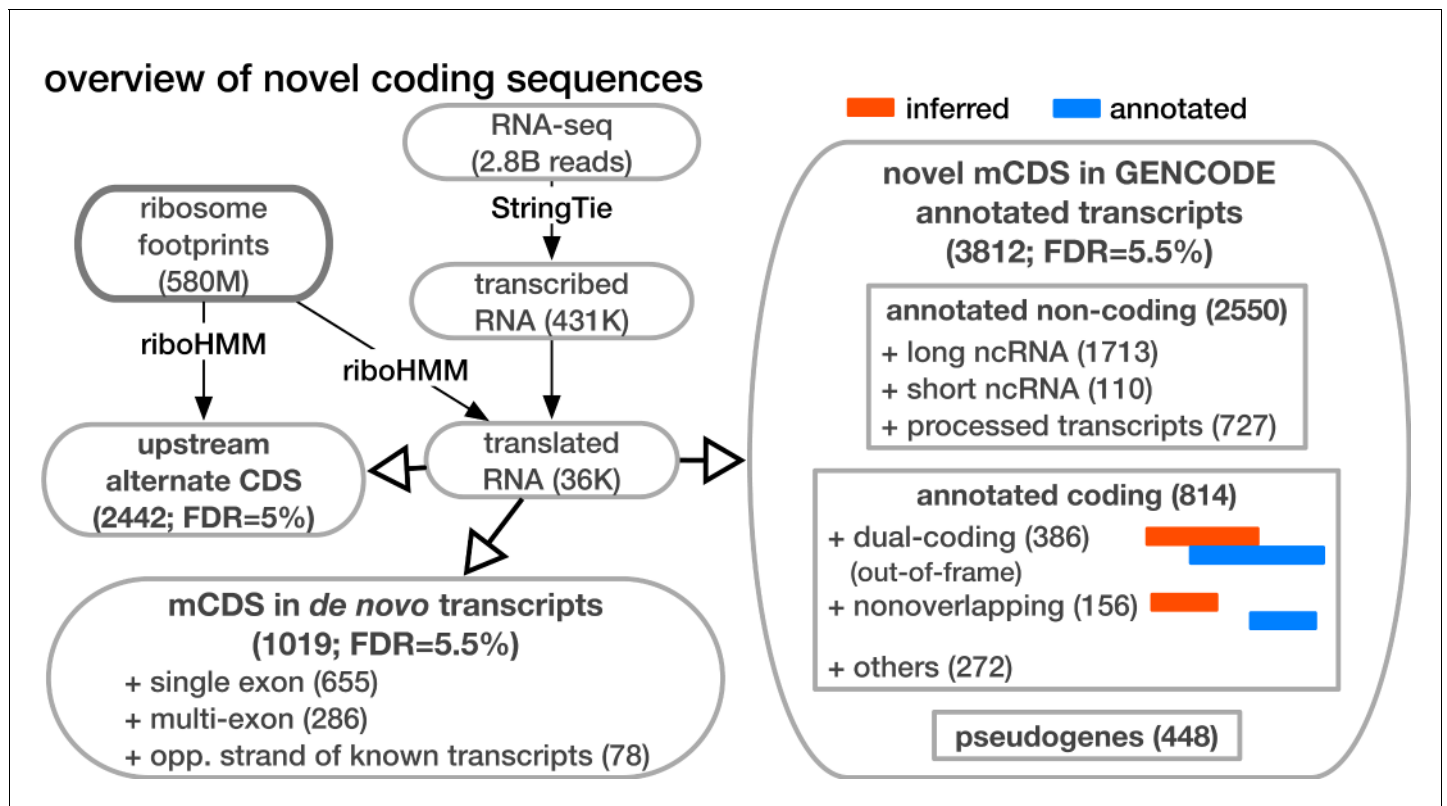 overview of novel coding sequences
RNA-seq
(2.8B reads)
StringTie
ribosome
footprints
(580M)
transcribed
RNA (431K)
riboHMM
riboHMM
upstream
alternate CDS
(2442; FDR=5%)
translated
RNA (36K)
mCDS in de novo transcripts
(1019; FDR=5.5%)
+ single exon (655)
+ multi-exon (286)
+ opp. strand of known transcripts (78)
inferred
annotated
novel mCDS in GENCODE
annotated transcripts
(3812; FDR=5.5%)
annotated non-coding (2550)
+ long ncRNA (1713)
+ short ncRNA (110)
+ processed transcripts (727)
annotated coding (814)
+ dual-coding (386)
(out-of-frame)
+ nonoverlapping (156)
+ others (272)
pseudogenes (448)